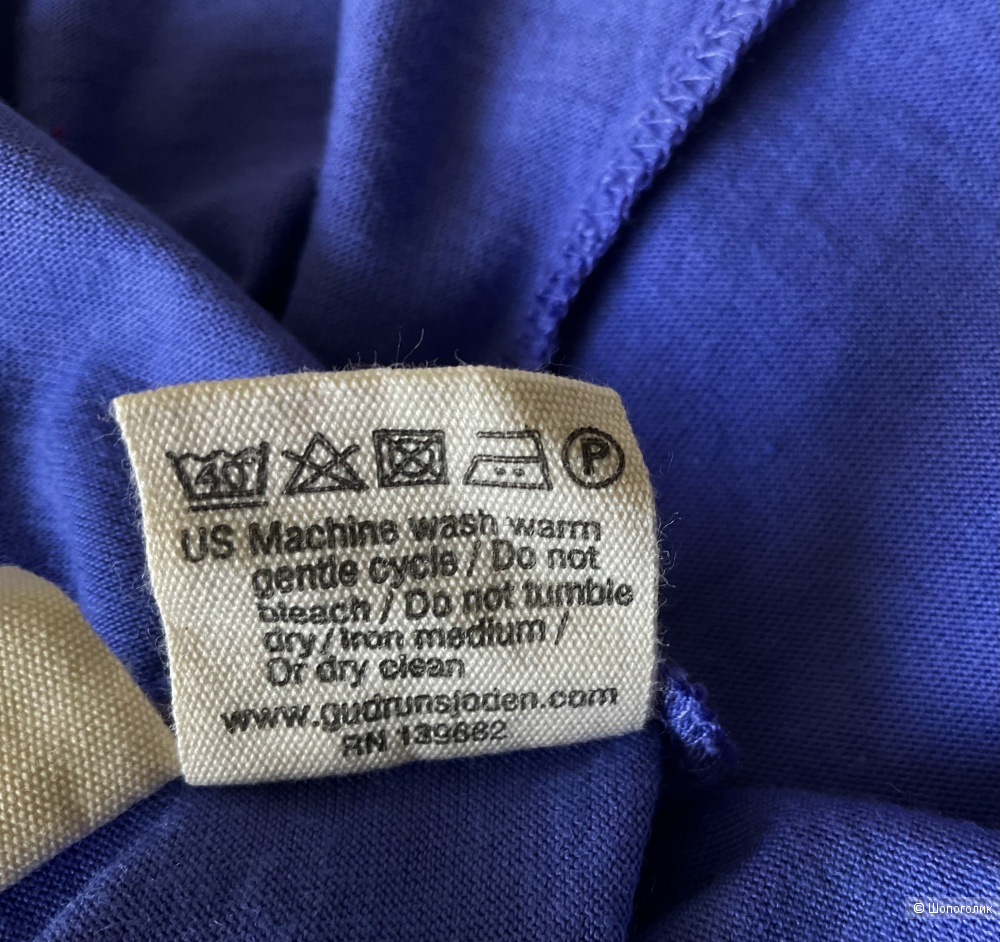 40°
P
US Machine wash warm
gentle cycle / Do not
bleach / Do not tumble
dry / Iron medium /
Or dry clean
www.gudrunsjoden.com
RN 139682
© Шопоголик